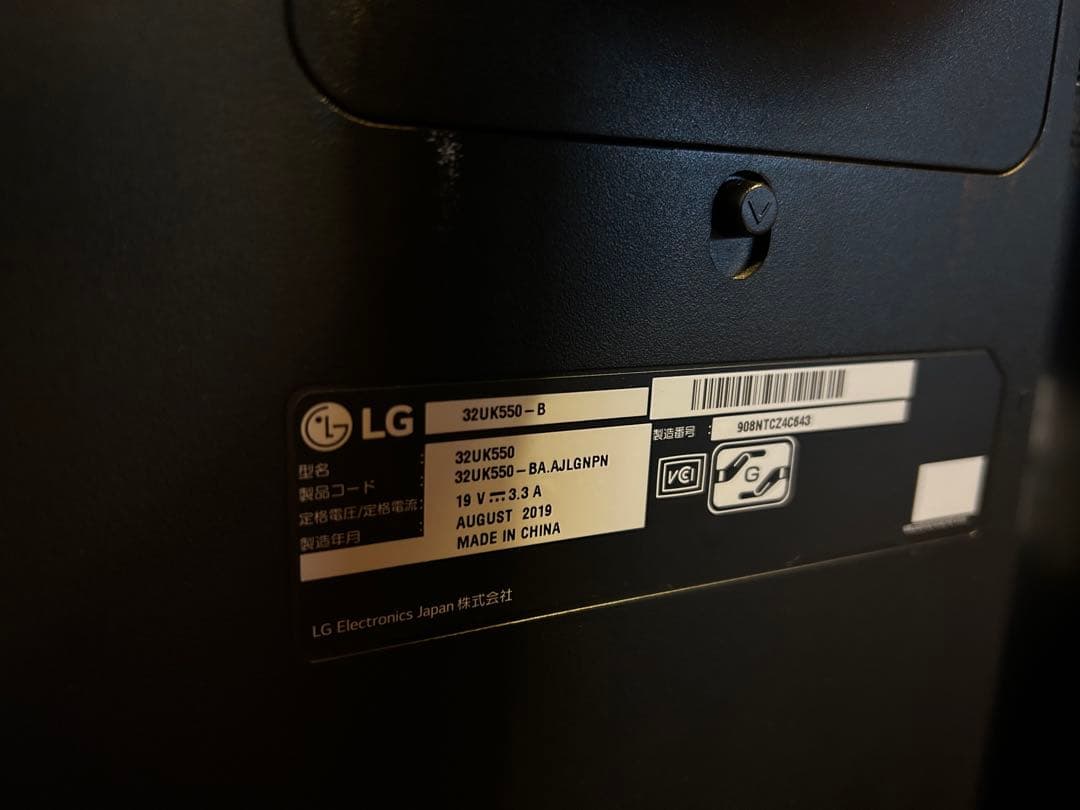 LG
32UK550-B
型名 : 32UK550
製品コード : 32UK550-BA.AJLGNPN
定格電圧/定格電流 : 19 V ⎓ 3.3 A
製造年月 : AUGUST 2019
MADE IN CHINA
製造番号 : 908NTCZ4C643
VCI
G
LG Electronics Japan 株式会社